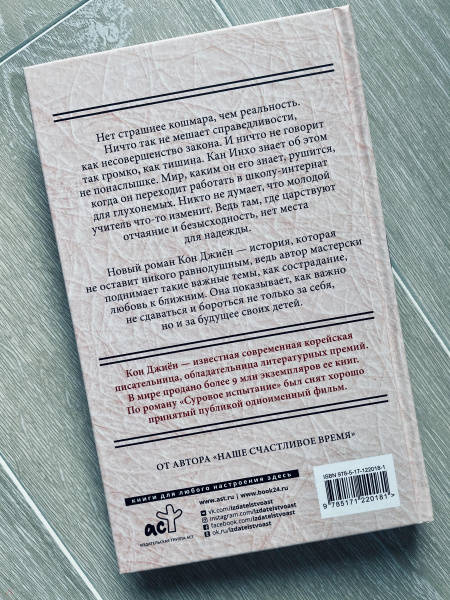 Нет страшнее кошмара, чем реальность.
Ничто так не мешает справедливости,
как несовершенство закона. И ничто не говорит
так громко, как тишина. Кан Инхо знает об этом
не понаслышке. Мир, каким он его знает, рушится,
когда он переходит работать в школу-интернат
для глухонемых. Никто не думает, что молодой
учитель что-то изменит. Ведь там, где царствуют
отчаяние и безысходность, нет места
для надежды.
Новый роман Кон Джиён — история, которая
не оставит никого равнодушным, ведь автор мастерски
поднимает такие важные темы, как сострадание,
любовь к ближним. Она показывает, как важно
не сдаваться и бороться не только за себя,
но и за будущее своих детей.
Кон Джиён — известная современная корейская
писательница, обладательница литературных премий.
В мире продано более 9 млн экземпляров ее книг.
По роману «Суровое испытание» был снят хорошо
принятый публикой одноименный фильм.
ОТ АВТОРА «НАШЕ СЧАСТЛИВОЕ ВРЕМЯ»
книги для любого настроения здесь
www.ast.ru | www.book24.ru
vk.com/izdatelstvoast
instagram.com/izdatelstvoast
facebook.com/izdatelstvoast
ok.ru/izdatelstvoast
аст
ИЗДАТЕЛЬСКАЯ ГРУППА АСТ
ISBN 978-5-17-122018-1
9785171220181>